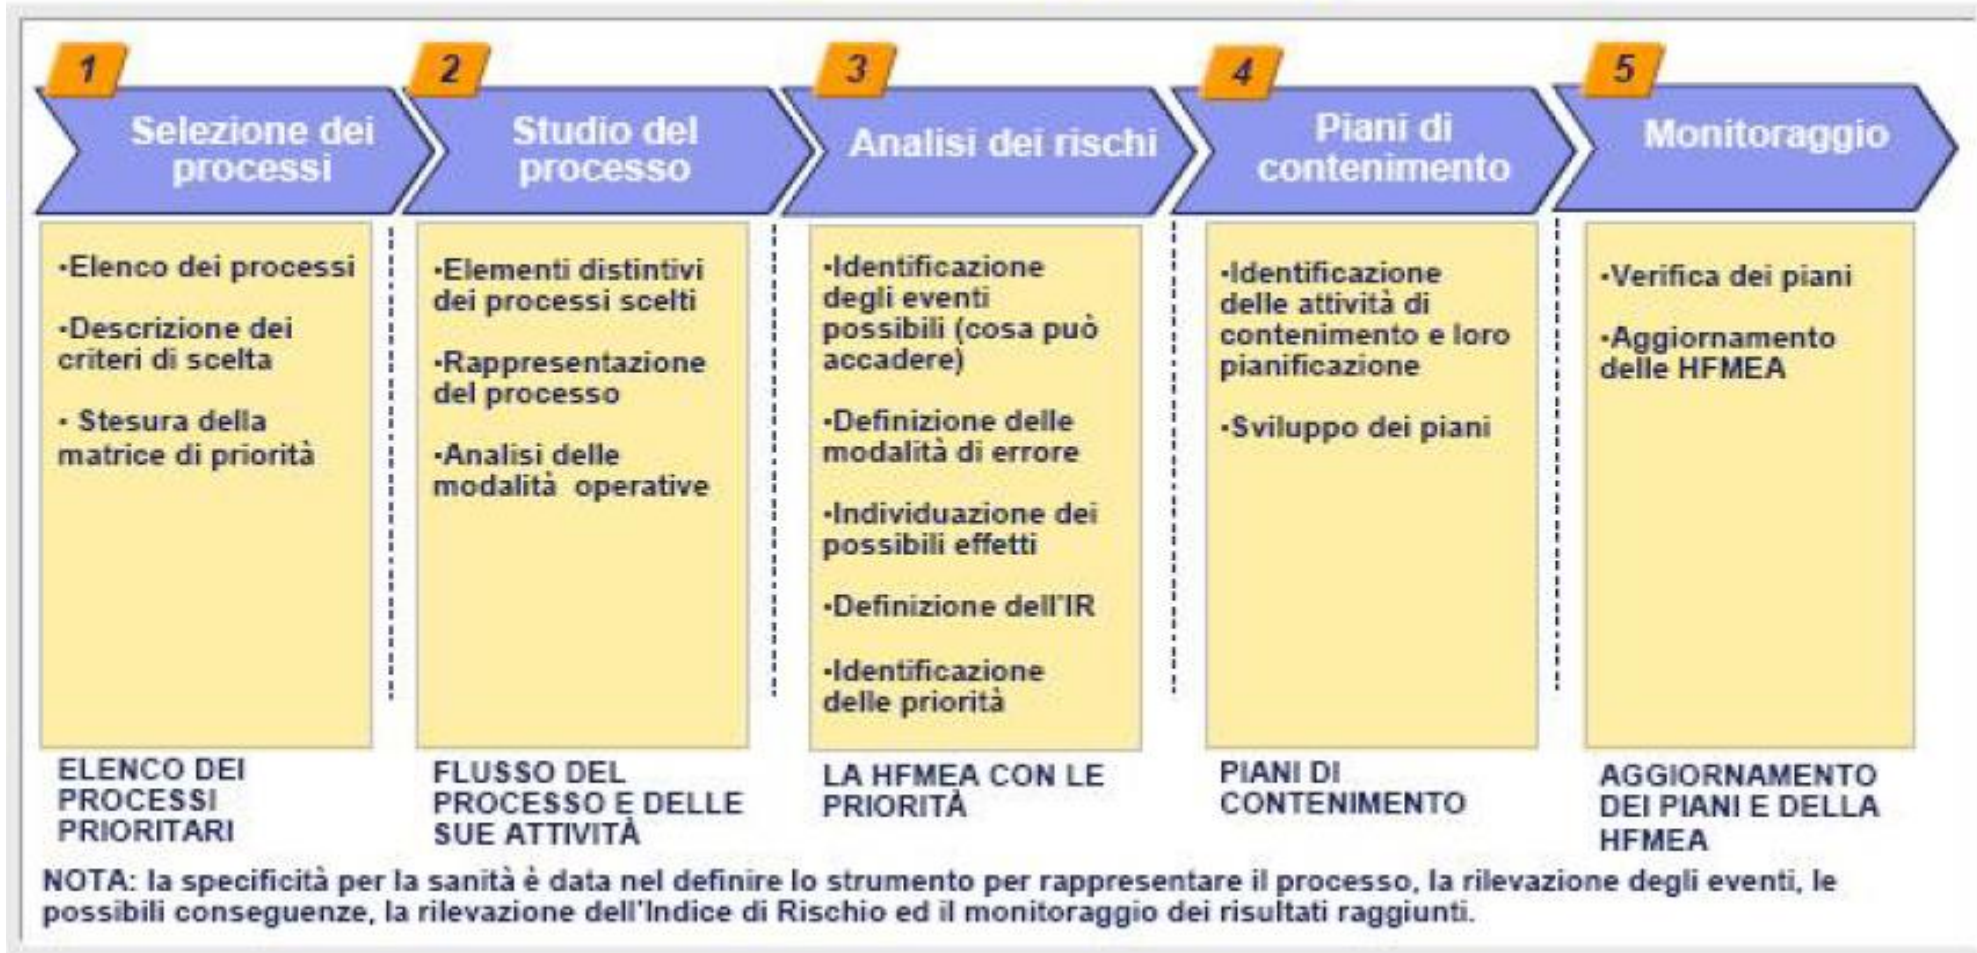 1
Selezione dei
processi
•Elenco dei processi
•Descrizione dei
criteri di scelta
• Stesura della
matrice di priorità
ELENCO DEI
PROCESSI
PRIORITARI
2
Studio del
processo
•Elementi distintivi
dei processi scelti
•Rappresentazione
del processo
•Analisi delle
modalità operative
FLUSSO DEL
PROCESSO E DELLE
SUE ATTIVITÀ
3
Analisi dei rischi
•Identificazione
degli eventi
possibili (cosa può
accadere)
•Definizione delle
modalità di errore
•Individuazione dei
possibili effetti
•Definizione dell'IR
•Identificazione
delle priorità
LA HFMEA CON LE
PRIORITÀ
4
Piani di
contenimento
•Identificazione
delle attività di
contenimento e loro
pianificazione
•Sviluppo dei piani
PIANI DI
CONTENIMENTO
5
Monitoraggio
•Verifica dei piani
•Aggiornamento
delle HFMEA
AGGIORNAMENTO
DEI PIANI E DELLA
HFMEA
NOTA: la specificità per la sanità è data nel definire lo strumento per rappresentare il processo, la rilevazione degli eventi, le
possibili conseguenze, la rilevazione dell'Indice di Rischio ed il monitoraggio dei risultati raggiunti.